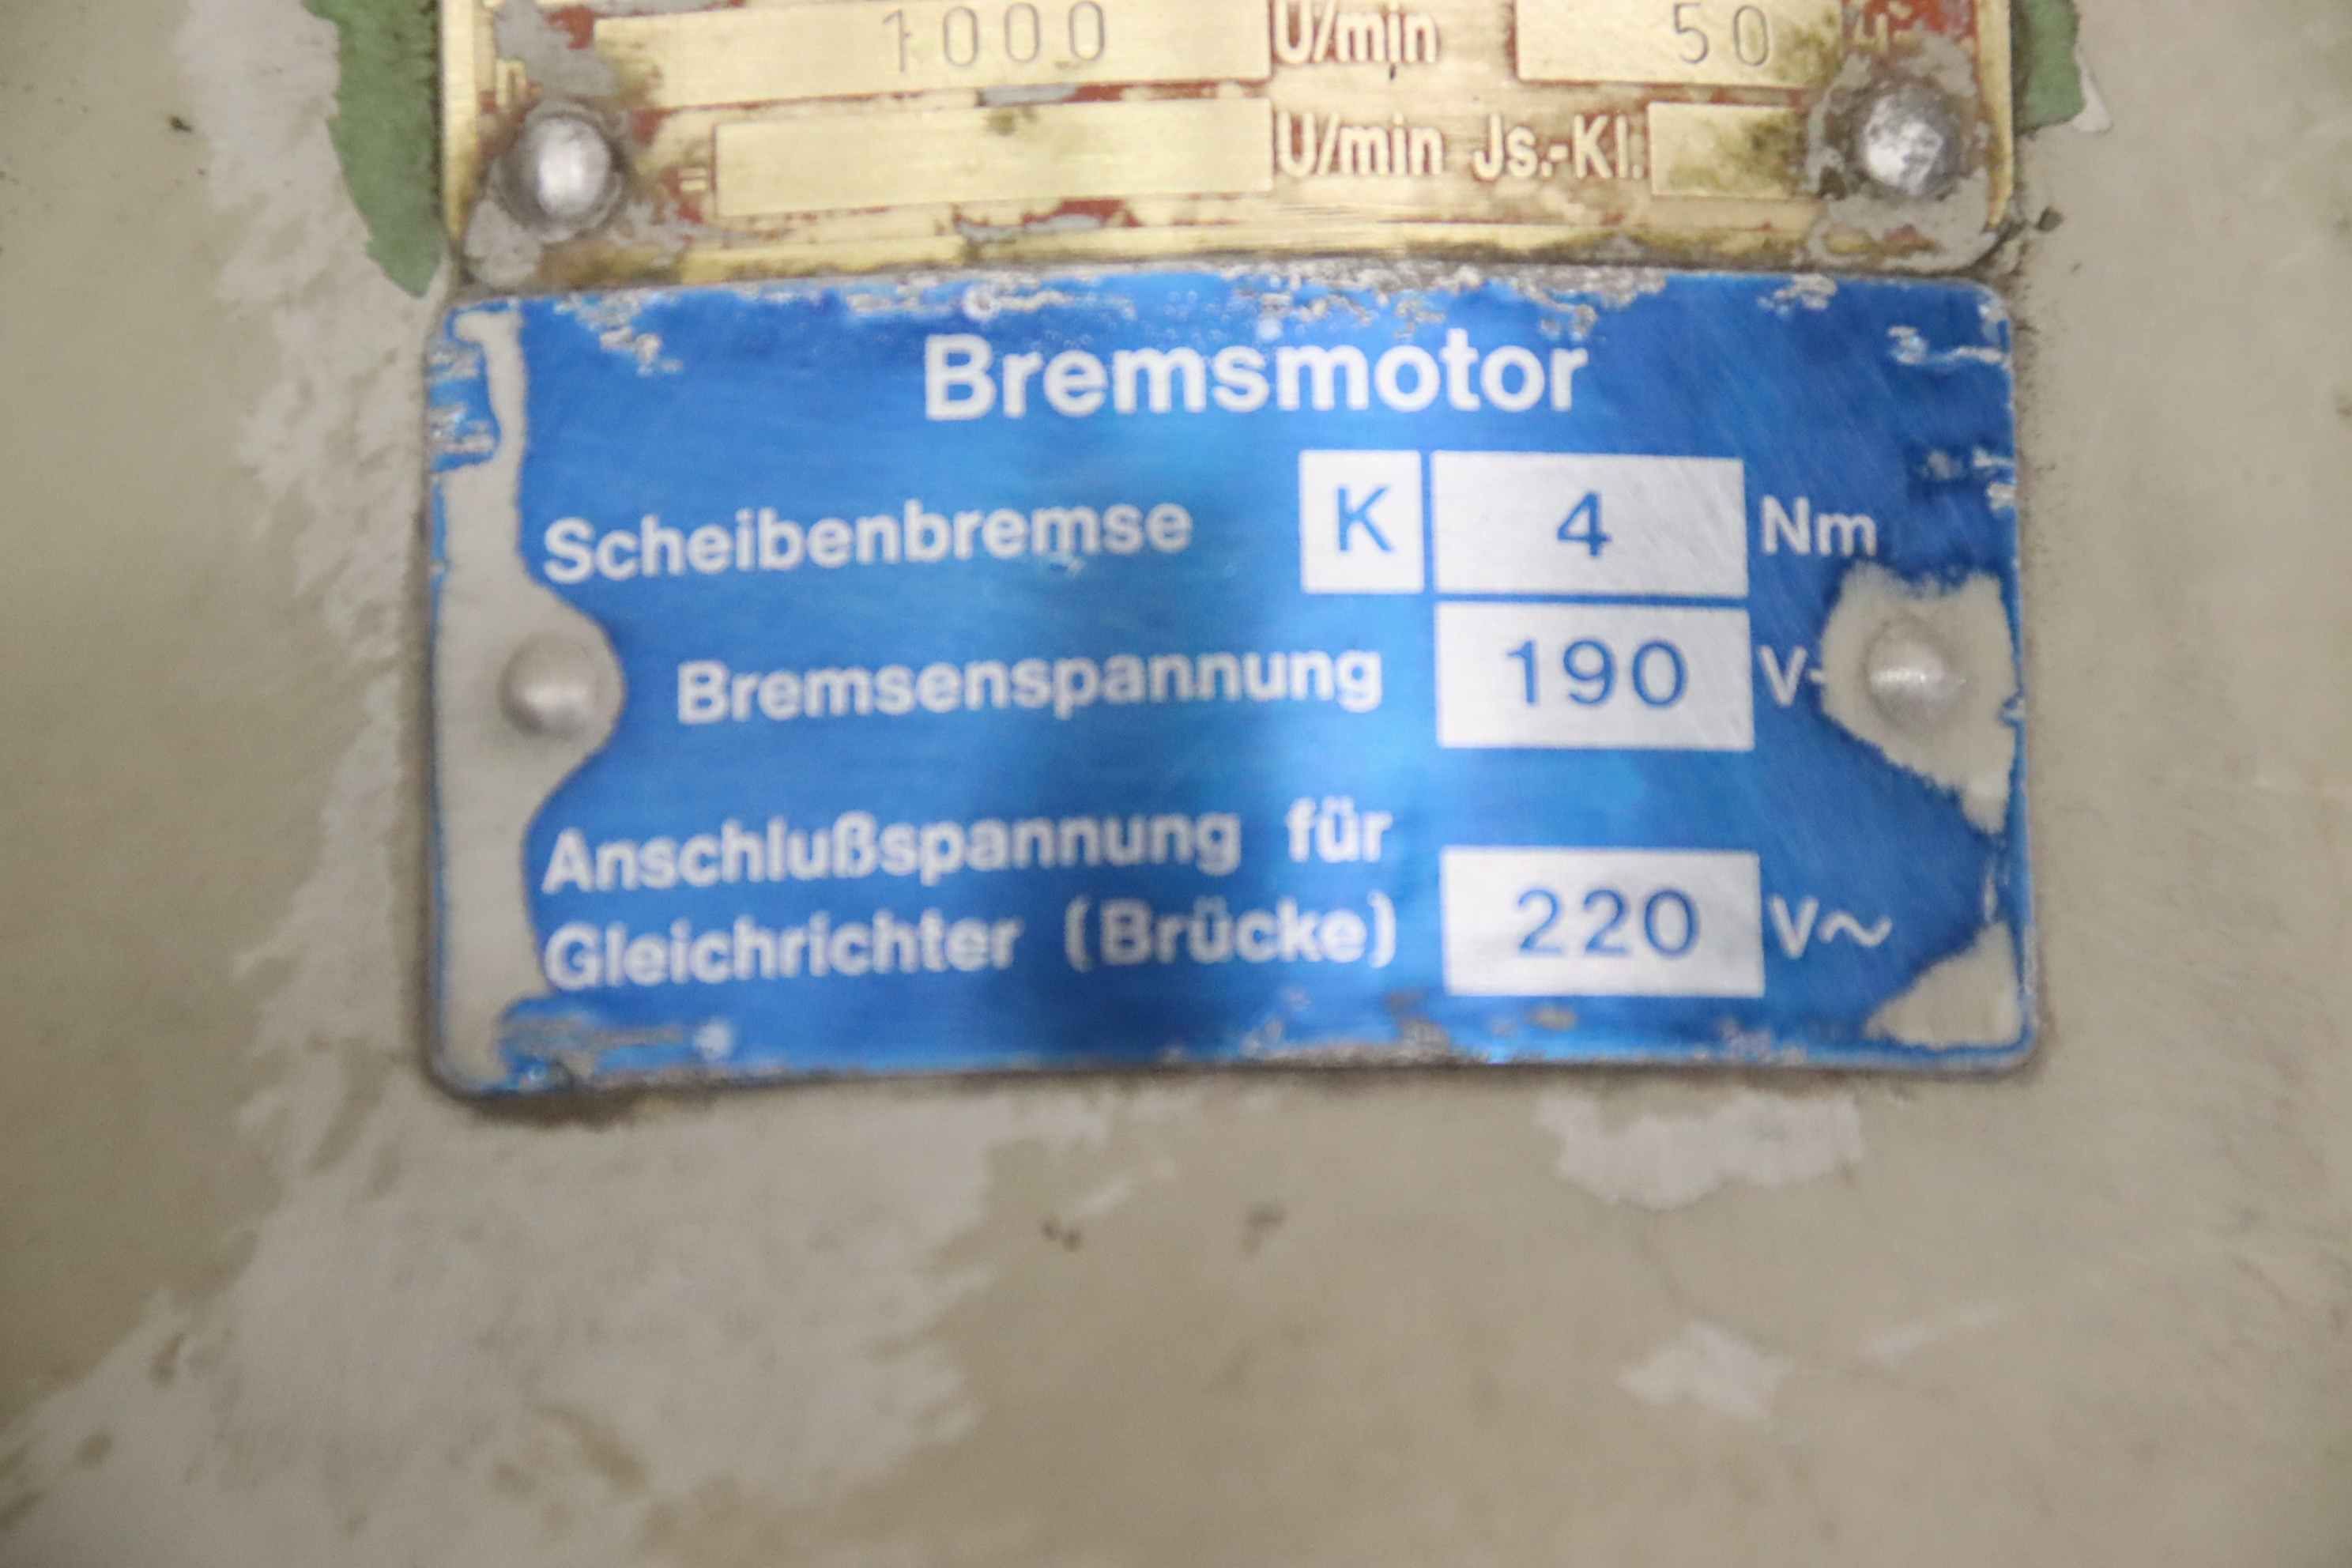 1000 U/min 50
U/min Js.-Kl.
Bremsmotor
Scheibenbremse K 4 Nm
Bremsenspannung 190 V-
Anschlußspannung für
Gleichrichter (Brücke) 220 V~